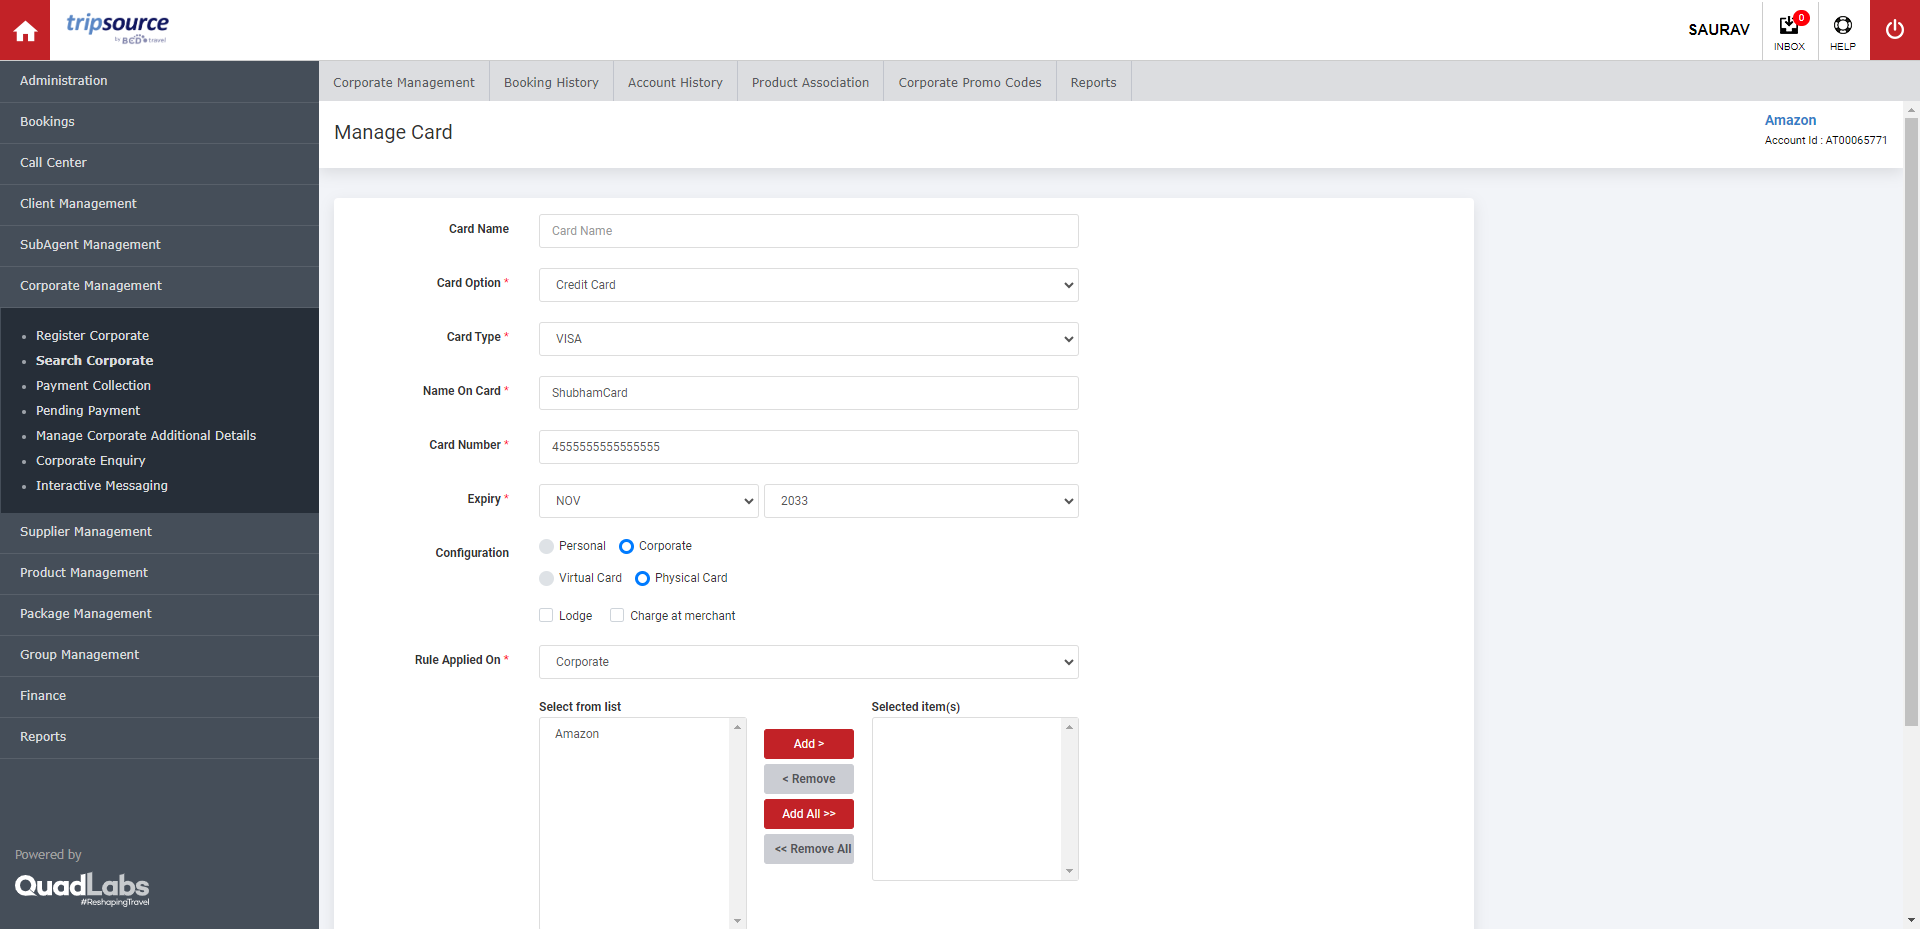 tripsource
by BCD travel
SAURAV
0
INBOX
HELP
Administration
Bookings
Call Center
Client Management
SubAgent Management
Corporate Management
Register Corporate
Search Corporate
Payment Collection
Pending Payment
Manage Corporate Additional Details
Corporate Enquiry
Interactive Messaging
Supplier Management
Product Management
Package Management
Group Management
Finance
Reports
Powered by
QuadLabs
#ReshapingTravel
Corporate Management
Booking History
Account History
Product Association
Corporate Promo Codes
Reports
Manage Card
Amazon
Account Id : AT00065771
Card Name
Card Name
Card Option *
Credit Card
Card Type *
VISA
Name On Card *
ShubhamCard
Card Number *
4555555555555555
Expiry *
NOV
2033
Configuration
Personal
Corporate
Virtual Card
Physical Card
Lodge
Charge at merchant
Rule Applied On *
Corporate
Select from list
Amazon
Add >
< Remove
Add All >>
<< Remove All
Selected item(s)